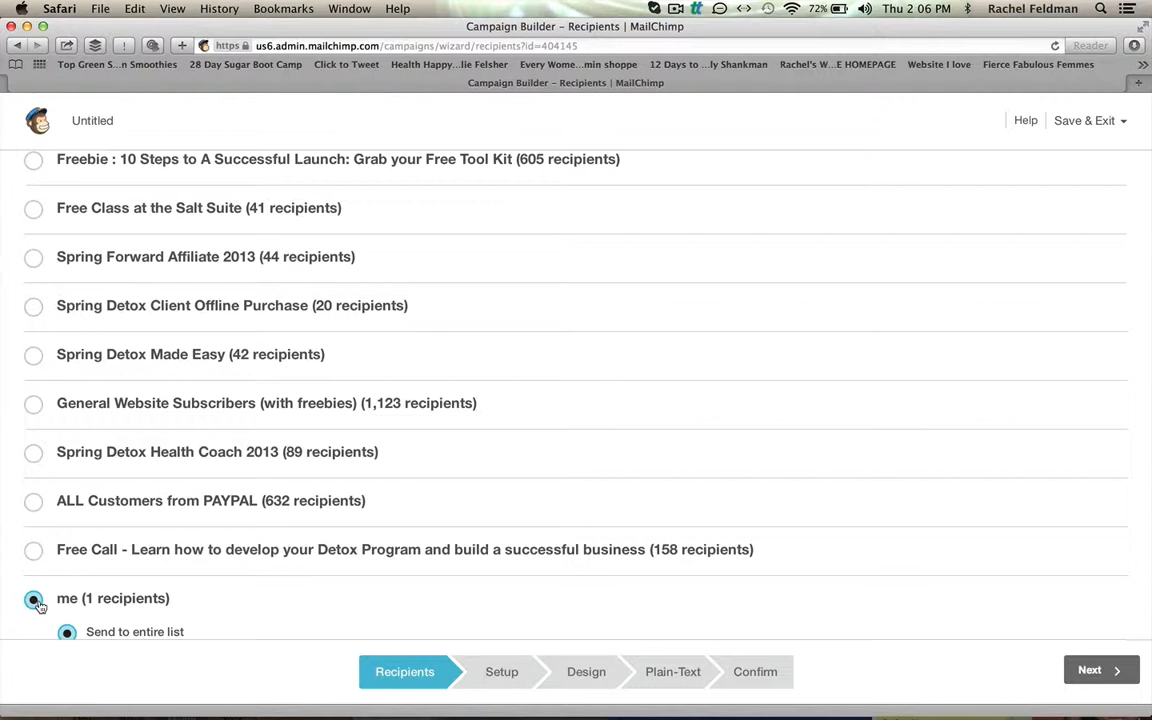 Safari File Edit View History Bookmarks Window Help 72% Thu 2 06 PM Rachel Feldman
Campaign Builder – Recipients | MailChimp
https us6.admin.mailchimp.com/campaigns/wizard/recipients?id=404145 Reader
Top Green S...n Smoothies 28 Day Sugar Boot Camp Click to Tweet Health Happy...lie Felsher Every Wome...min shoppe 12 Days to ...ly Shankman Rachel's W...E HOMEPAGE Website I love Fierce Fabulous Femmes
Campaign Builder – Recipients | MailChimp
Untitled Help Save & Exit
Freebie : 10 Steps to A Successful Launch: Grab your Free Tool Kit (605 recipients)
Free Class at the Salt Suite (41 recipients)
Spring Forward Affiliate 2013 (44 recipients)
Spring Detox Client Offline Purchase (20 recipients)
Spring Detox Made Easy (42 recipients)
General Website Subscribers (with freebies) (1,123 recipients)
Spring Detox Health Coach 2013 (89 recipients)
ALL Customers from PAYPAL (632 recipients)
Free Call - Learn how to develop your Detox Program and build a successful business (158 recipients)
me (1 recipients)
Send to entire list
Recipients Setup Design Plain-Text Confirm Next